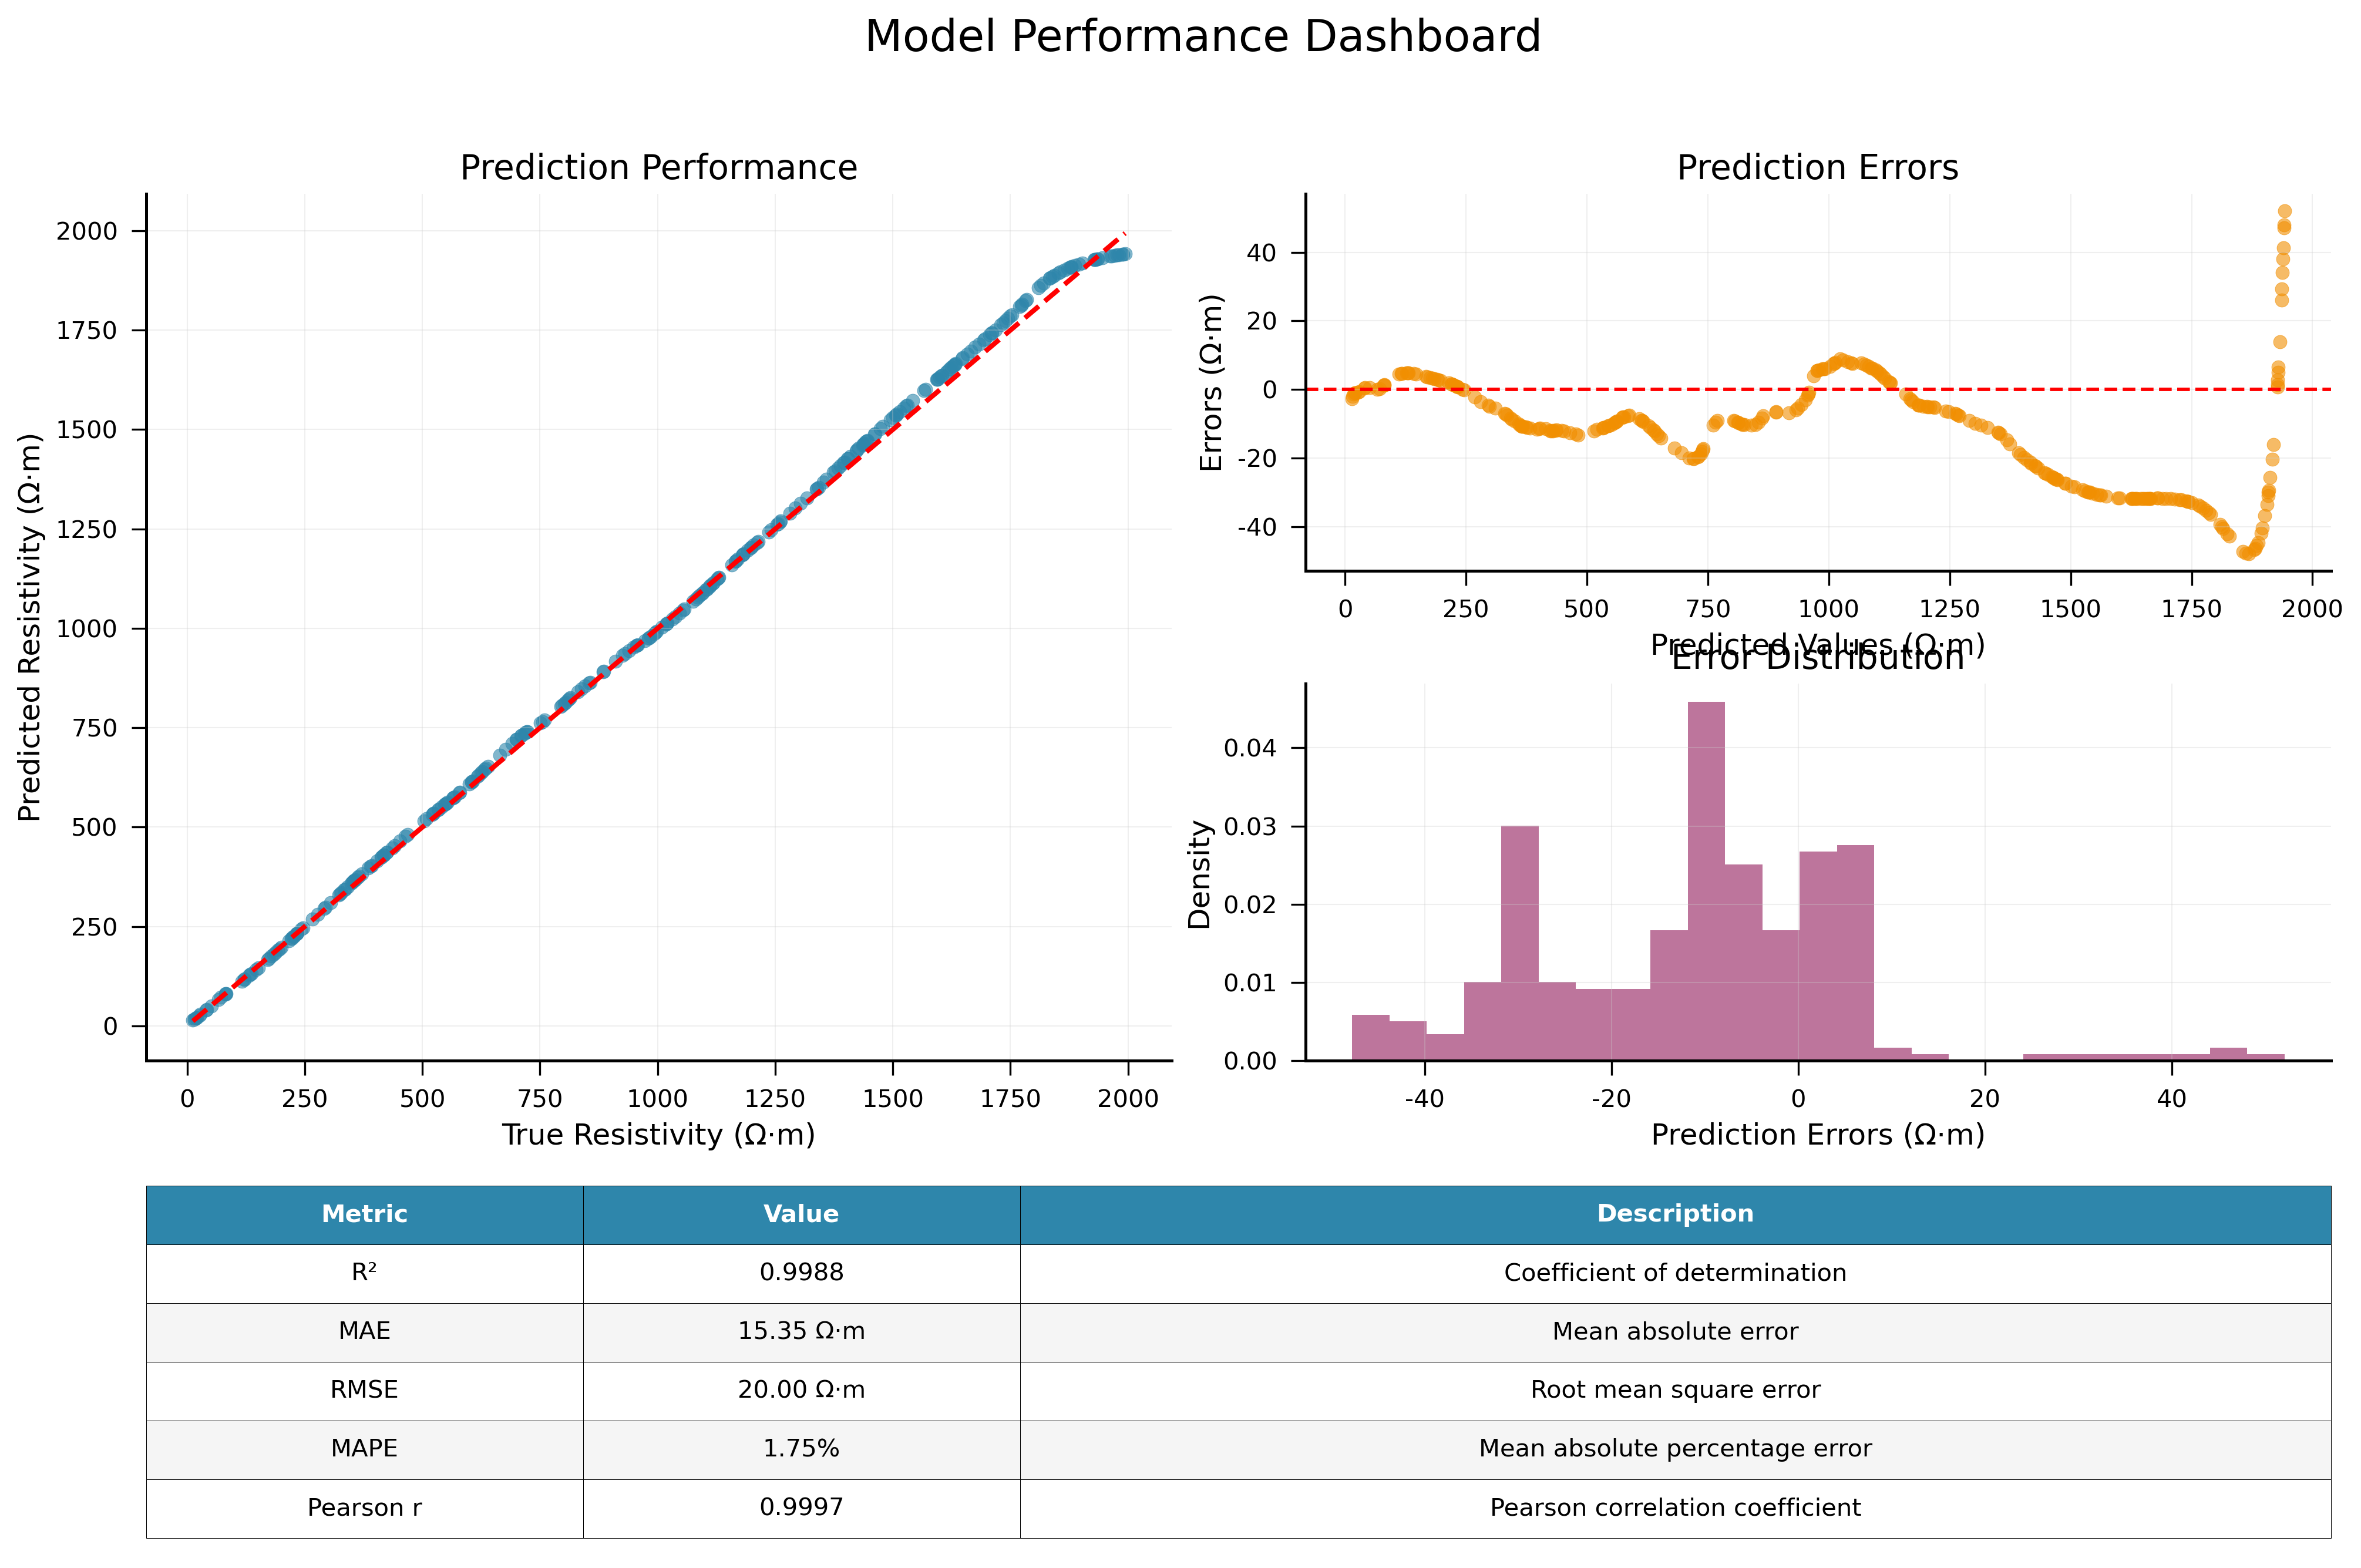 Model Performance Dashboard
Prediction Performance
2000
1750
1500
1250
1000
750
500
250
0
Predicted Resistivity (Ω·m)
0 250 500 750 1000 1250 1500 1750 2000
True Resistivity (Ω·m)
Prediction Errors
40
20
0
-20
-40
Errors (Ω·m)
0 250 500 750 1000 1250 1500 1750 2000
Predicted Values (Ω·m)
Error Distribution
0.04
0.03
0.02
0.01
0.00
Density
-40 -20 0 20 40
Prediction Errors (Ω·m)
Metric Value Description
R² 0.9988 Coefficient of determination
MAE 15.35 Ω·m Mean absolute error
RMSE 20.00 Ω·m Root mean square error
MAPE 1.75% Mean absolute percentage error
Pearson r 0.9997 Pearson correlation coefficient